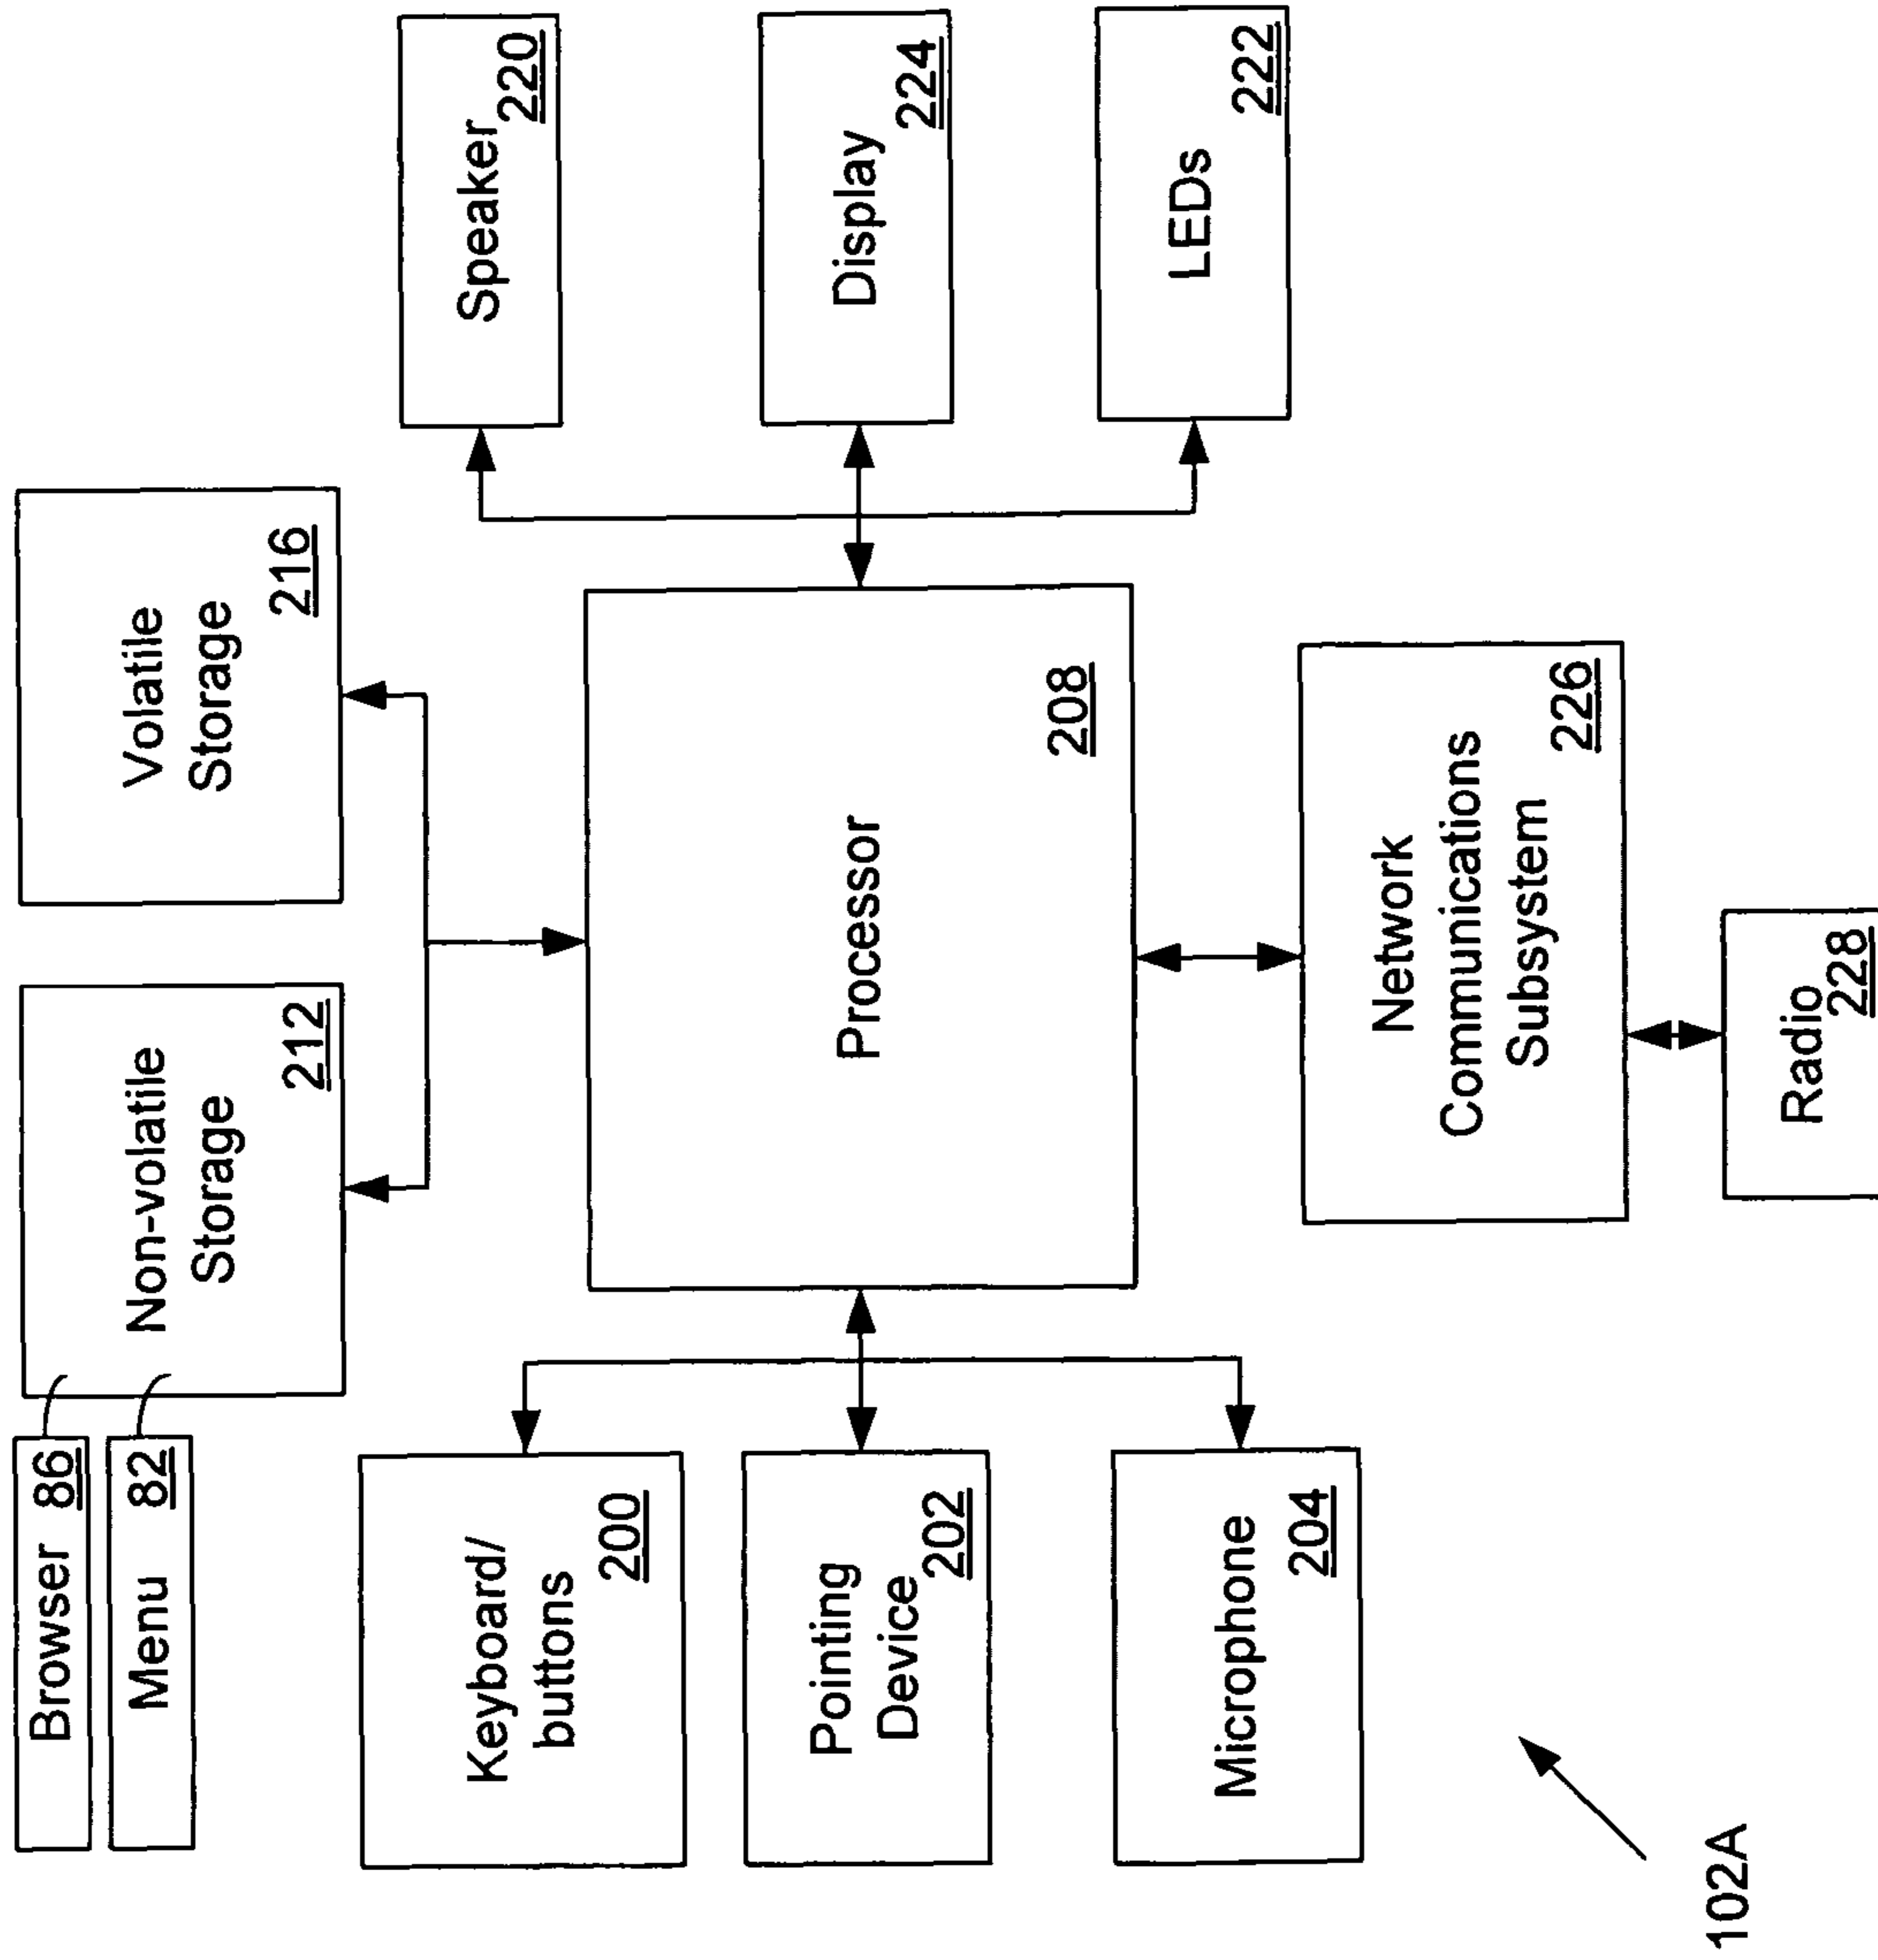 Browser 86
Menu 82
Non-volatile
Storage
212
Volatile
Storage
216
Keyboard/
buttons
200
Pointing
Device
202
Microphone
204
Processor
208
Speaker
220
Display
224
LEDs
222
Network
Communications
Subsystem
226
Radio
228
102A